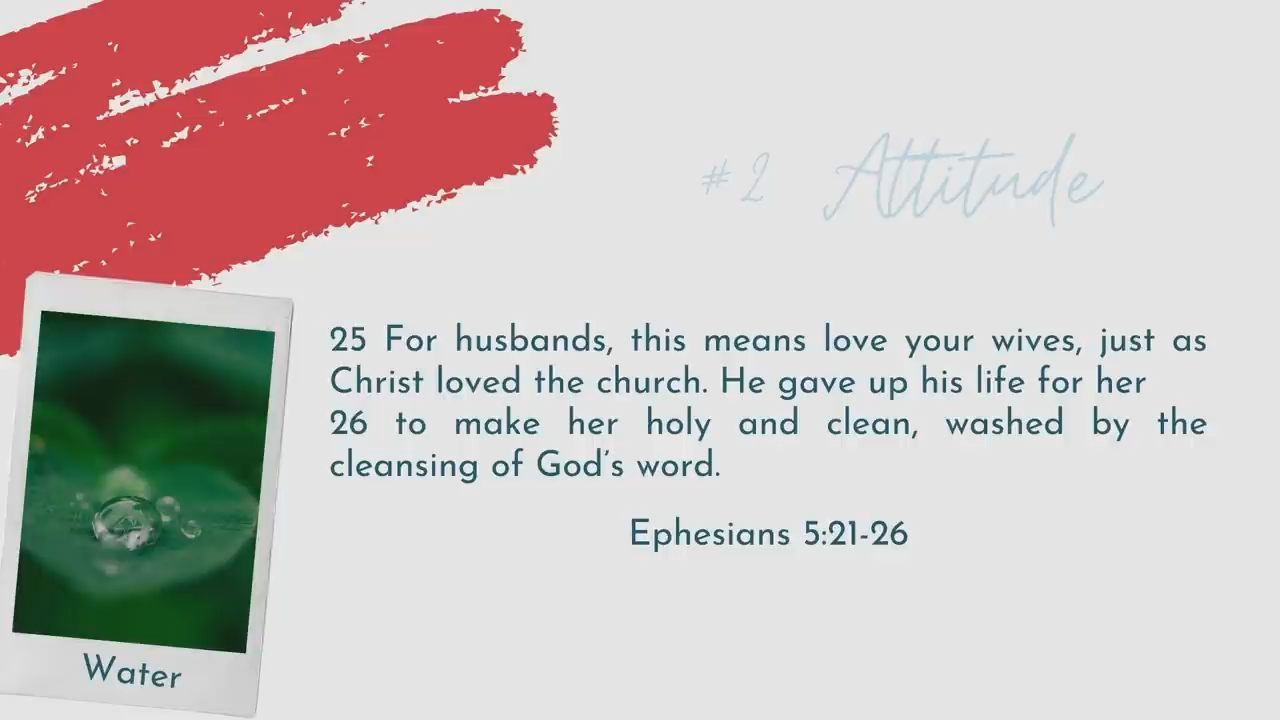 #2 Attitude
25 For husbands, this means love your wives, just as
Christ loved the church. He gave up his life for her
26 to make her holy and clean, washed by the
cleansing of God’s word.
Ephesians 5:21-26
Water